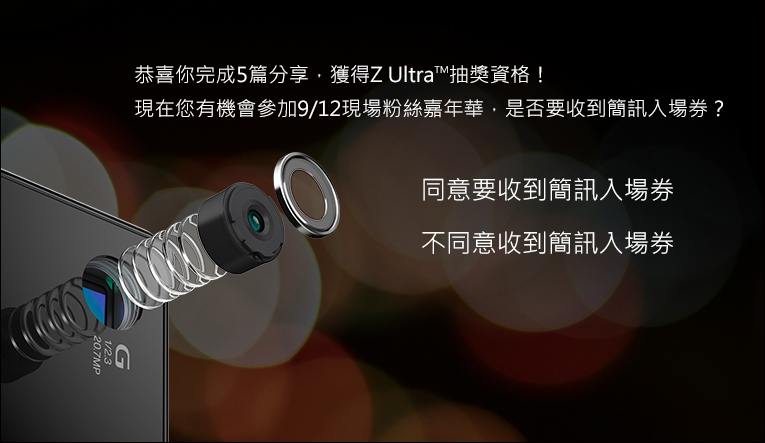 恭喜你完成5篇分享，獲得Z Ultra™抽獎資格！
現在您有機會參加9/12現場粉絲嘉年華，是否要收到簡訊入場券？
同意要收到簡訊入場券
不同意收到簡訊入場券
G
1/2.3
207MP